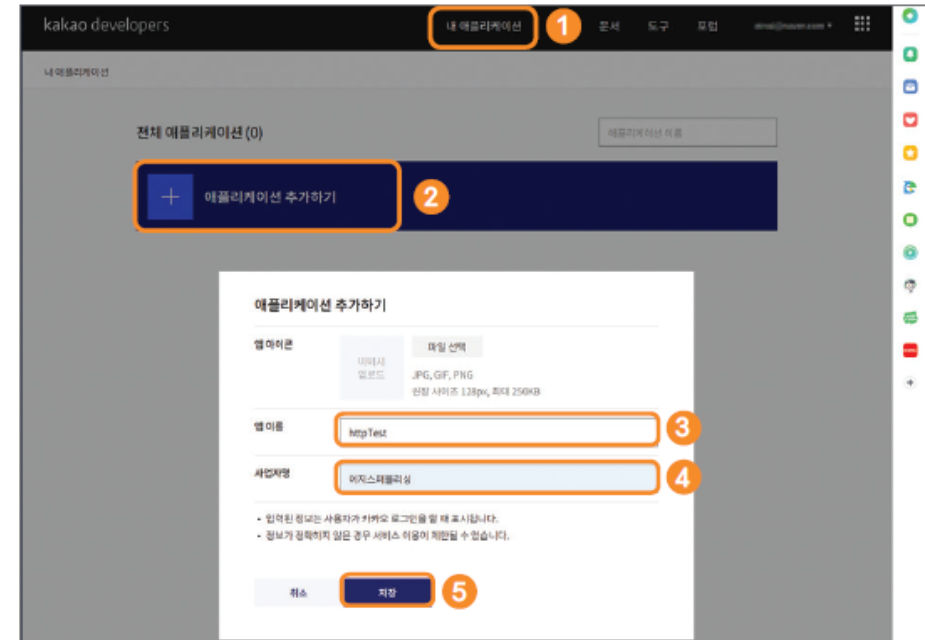 kakao developers
내 애플리케이션
1
문서
도구
포럼
내 애플리케이션
전체 애플리케이션 (0)
애플리케이션 이름
애플리케이션 추가하기
2
애플리케이션 추가하기
앱 아이콘
이미지
업로드
파일 선택
JPG, GIF, PNG
권장 사이즈 128px, 최대 250KB
앱 이름
httpTest
3
사업자명
이지스퍼블리싱
4
• 입력된 정보는 사용자가 카카오 로그인을 할 때 표시됩니다.
• 정보가 정확하지 않은 경우 서비스 이용이 제한될 수 있습니다.
취소
저장
5